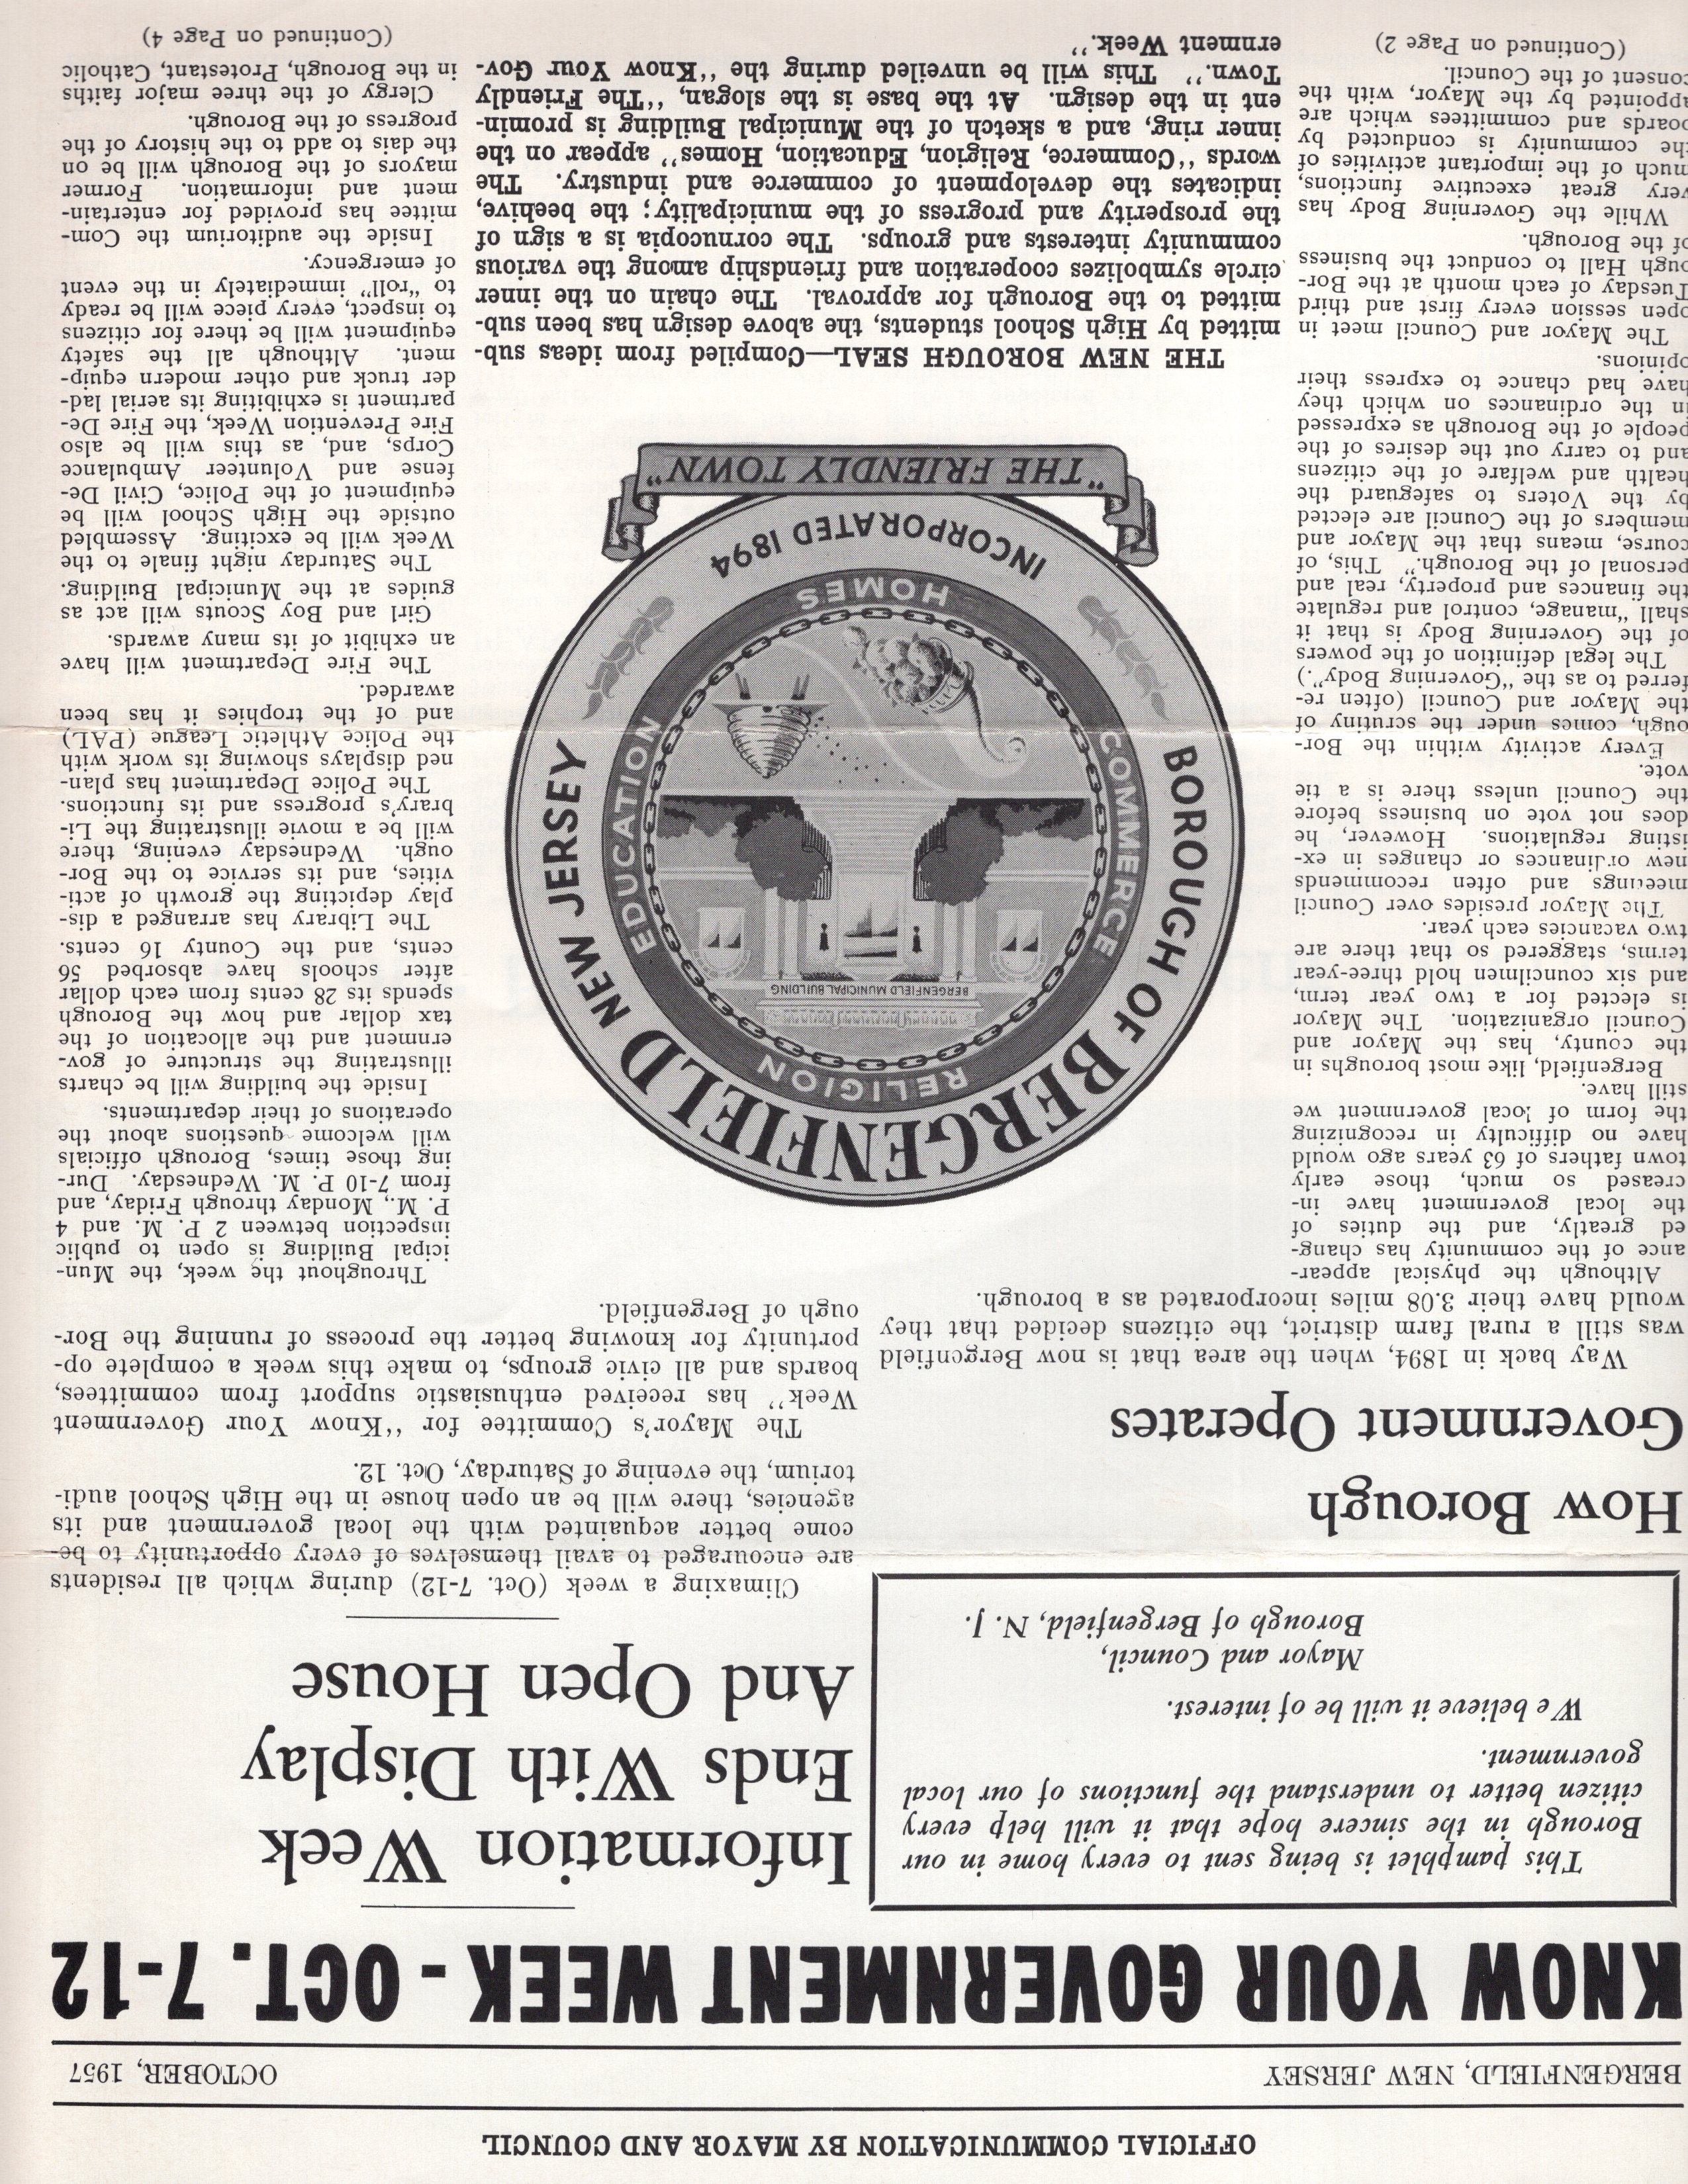 OFFICIAL COMMUNICATION BY MAYOR AND COUNCIL
BERGENFIELD, NEW JERSEY
OCTOBER, 1957
KNOW YOUR GOVERNMENT WEEK - OCT. 7-12
This pamphlet is being sent to every home in our
Borough in the sincere hope that it will help every
citizen better to understand the functions of our local
government.
We believe it will be of interest.
Mayor and Council,
Borough of Bergenfield, N. J.
How Borough
Government Operates
Way back in 1894, when the area that is now Bergenfield
was still a rural farm district, the citizens decided that they
would have their 3.08 miles incorporated as a borough.
Although the physical appear-
ance of the community has chang-
ed greatly, and the duties of
the local government have in-
creased so much, those early
town fathers of 63 years ago would
have no difficulty in recognizing
the form of local government we
still have.
Bergenfield, like most boroughs in
the county, has the Mayor and
Council organization. The Mayor
is elected for a two year term,
and six councilmen hold three-year
terms, staggered so that there are
two vacancies each year.
The Mayor presides over Council
meetings and often recommends
new ordinances or changes in ex-
isting regulations. However, he
does not vote on business before
the Council unless there is a tie
vote.
Every activity within the Bor-
ough, comes under the scrutiny of
the Mayor and Council (often re-
ferred to as the "Governing Body".)
The legal definition of the powers
of the Governing Body is that it
shall "manage, control and regulate
the finances and property, real and
personal of the Borough." This, of
course, means that the Mayor and
members of the Council are elected
by the Voters to safeguard the
health and welfare of the citizens
and to carry out the desires of the
people of the Borough as expressed
in the ordinances on which they
have had chance to express their
opinions.
The Mayor and Council meet in
open session every first and third
Tuesday of each month at the Bor-
ough Hall to conduct the business
of the Borough.
While the Governing Body has
very great executive functions,
much of the important activities of
the community is conducted by
boards and committees which are
appointed by the Mayor, with the
consent of the Council.
(Continued on Page 2)
BOROUGH OF BERGENFIELD NEW JERSEY
INCORPORATED 1894
RELIGION
COMMERCE
EDUCATION
HOMES
BERGENFIELD MUNICIPAL BUILDING
"THE FRIENDLY TOWN"
THE NEW BOROUGH SEAL—Compiled from ideas sub-
mitted by High School students, the above design has been sub-
mitted to the Borough for approval. The chain on the inner
circle symbolizes cooperation and friendship among the various
community interests and groups. The cornucopia is a sign of
the prosperity and progress of the municipality; the beehive,
indicates the development of commerce and industry. The
words "Commerce, Religion, Education, Homes" appear on the
inner ring, and a sketch of the Municipal Building is promin-
ent in the design. At the base is the slogan, "The Friendly
Town." This will be unveiled during the "Know Your Gov-
ernment Week."
Information Week
Ends With Display
And Open House
Climaxing a week (Oct. 7-12) during which all residents
are encouraged to avail themselves of every opportunity to be-
come better acquainted with the local government and its
agencies, there will be an open house in the High School audi-
torium, the evening of Saturday, Oct. 12.
The Mayor's Committee for "Know Your Government
Week" has received enthusiastic support from committees,
boards and all civic groups, to make this week a complete op-
portunity for knowing better the process of running the Bor-
ough of Bergenfield.
Throughout the week, the Mun-
icipal Building is open to public
inspection between 2 P. M. and 4
P. M., Monday through Friday, and
from 7-10 P. M. Wednesday. Dur-
ing those times, Borough officials
will welcome questions about the
operations of their departments.
Inside the building will be charts
illustrating the structure of gov-
ernment and the allocation of the
tax dollar and how the Borough
spends its 28 cents from each dollar
after schools have absorbed 56
cents, and the County 16 cents.
The Library has arranged a dis-
play depicting the growth of acti-
vities, and its service to the Bor-
ough. Wednesday evening, there
will be a movie illustrating the Li-
brary's progress and its functions.
The Police Department has plan-
ned displays showing its work with
the Police Athletic League (PAL)
and of the trophies it has been
awarded.
The Fire Department will have
an exhibit of its many awards.
Girl and Boy Scouts will act as
guides at the Municipal Building.
The Saturday night finale to the
Week will be exciting. Assembled
outside the High School will be
equipment of the Police, Civil De-
fense and Volunteer Ambulance
Corps, and, as this will be also
Fire Prevention Week, the Fire De-
partment is exhibiting its aerial lad-
der truck and other modern equip-
ment. Although all the safety
equipment will be there for citizens
to inspect, every piece will be ready
to "roll" immediately in the event
of emergency.
Inside the auditorium the Com-
mittee has provided for entertain-
ment and information. Former
mayors of the Borough will be on
the dais to add to the history of the
progress of the Borough.
Clergy of the three major faiths
in the Borough, Protestant, Catholic
(Continued on Page 4)